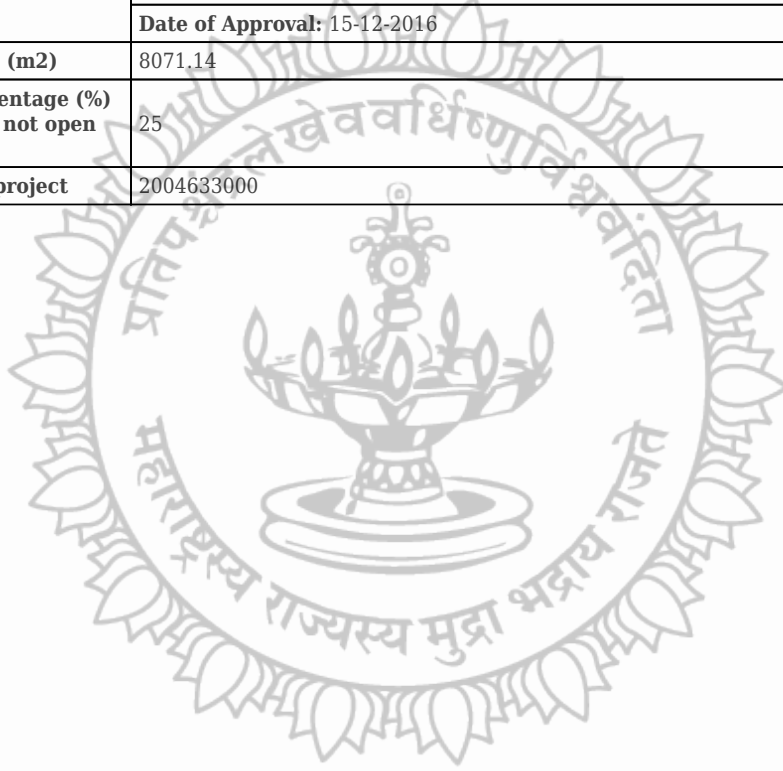 Date of Approval: 15-12-2016
(m2) 8071.14
entage (%)
not open 25
project 2004633000
प्रतिपच्चंद्रलेखेववर्धिष्णुर्विश्ववंदिता
महाराष्ट्रस्य राज्यस्य मुद्रा भद्राय राजते